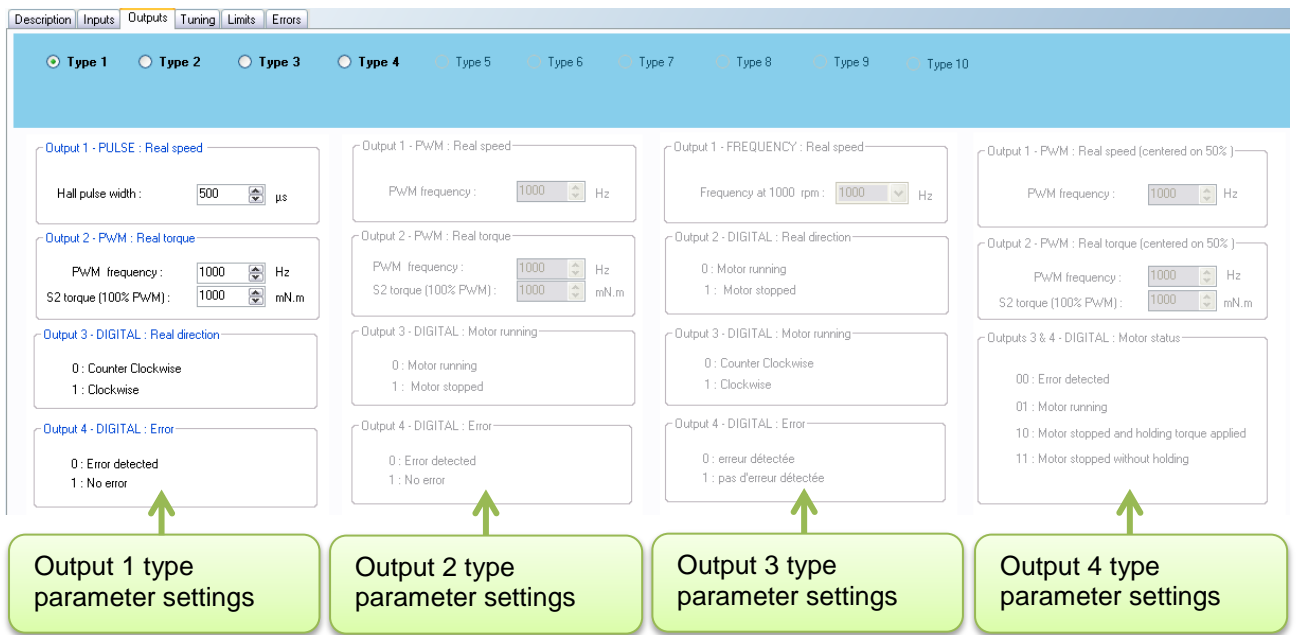 Description Inputs Outputs Tuning Limits Errors
Type 1 Type 2 Type 3 Type 4 Type 5 Type 6 Type 7 Type 8 Type 9 Type 10
Output 1 - PULSE : Real speed
Hall pulse width : 500 µs
Output 2 - PWM : Real torque
PWM frequency : 1000 Hz
S2 torque (100% PWM) : 1000 mN.m
Output 3 - DIGITAL : Real direction
0 : Counter Clockwise
1 : Clockwise
Output 4 - DIGITAL : Error
0 : Error detected
1 : No error
Output 1 - PWM : Real speed
PWM frequency : 1000 Hz
Output 2 - PWM : Real torque
PWM frequency : 1000 Hz
S2 torque (100% PWM) : 1000 mN.m
Output 3 - DIGITAL : Motor running
0 : Motor running
1 : Motor stopped
Output 4 - DIGITAL : Error
0 : Error detected
1 : No error
Output 1 - FREQUENCY : Real speed
Frequency at 1000 rpm : 1000 Hz
Output 2 - DIGITAL : Real direction
0 : Motor running
1 : Motor stopped
Output 3 - DIGITAL : Motor running
0 : Counter Clockwise
1 : Clockwise
Output 4 - DIGITAL : Error
0 : erreur détectée
1 : pas d'erreur détectée
Output 1 - PWM : Real speed (centered on 50% )
PWM frequency : 1000 Hz
Output 2 - PWM : Real torque (centered on 50% )
PWM frequency : 1000 Hz
S2 torque (100% PWM) : 1000 mN.m
Outputs 3 & 4 - DIGITAL : Motor status
00 : Error detected
01 : Motor running
10 : Motor stopped and holding torque applied
11 : Motor stopped without holding
Output 1 type
parameter settings
Output 2 type
parameter settings
Output 3 type
parameter settings
Output 4 type
parameter settings